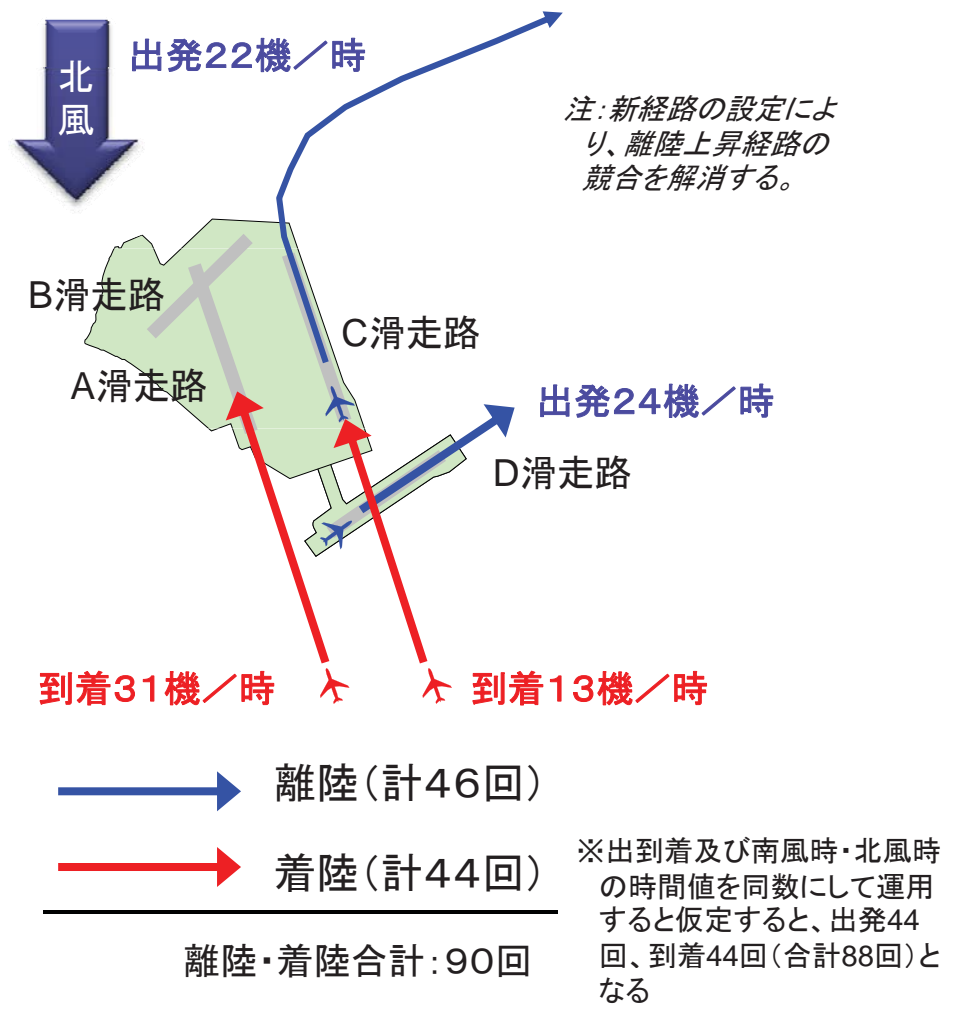 北
風
出発22機／時
注：新経路の設定によ
り、離陸上昇経路の
競合を解消する。
B滑走路
C滑走路
A滑走路
出発24機／時
D滑走路
到着31機／時
到着13機／時
離陸（計46回）
着陸（計44回）
離陸・着陸合計：90回
※出到着及び南風時・北風時
の時間値を同数にして運用
すると仮定すると、出発44
回、到着44回（合計88回）と
なる